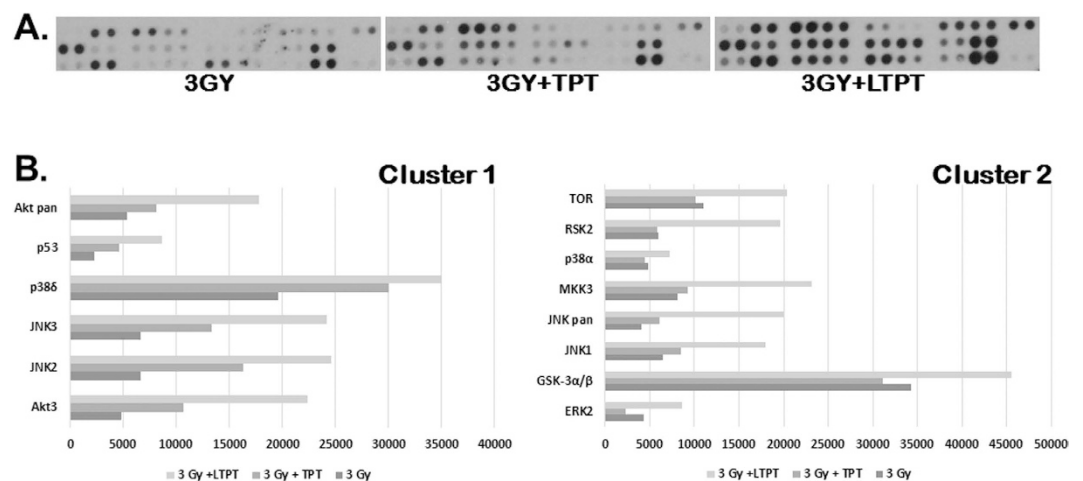 A.
3GY 3GY+TPT 3GY+LTPT
B.
Cluster 1
Akt pan
p53
p38δ
JNK3
JNK2
Akt3
0 5000 10000 15000 20000 25000 30000 35000 40000
3 Gy +LTPT 3 Gy + TPT 3 Gy
Cluster 2
TOR
RSK2
p38α
MKK3
JNK pan
JNK1
GSK-3α/β
ERK2
0 5000 10000 15000 20000 25000 30000 35000 40000 45000 50000
3 Gy +LTPT 3 Gy + TPT 3 Gy